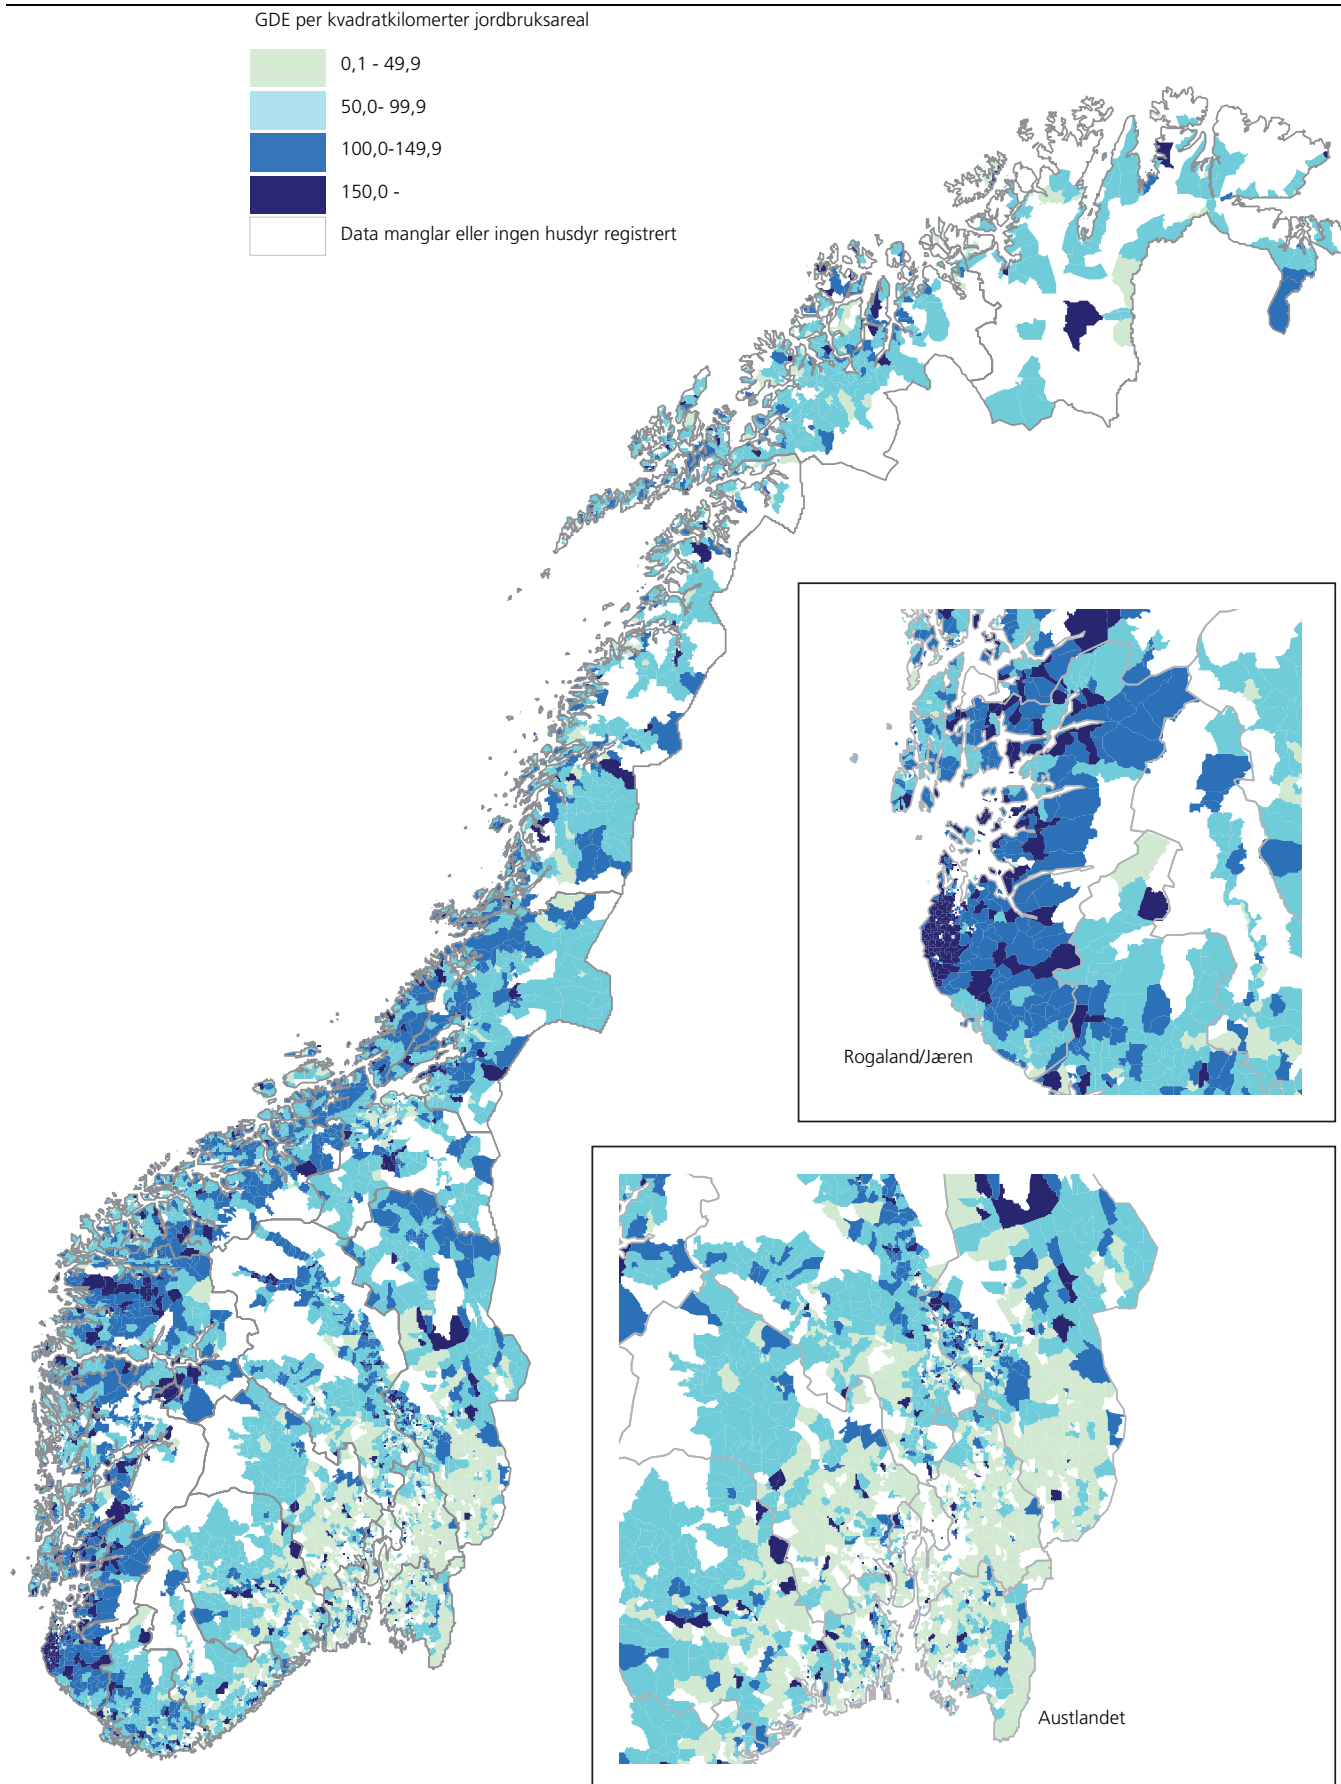 GDE per kvadratkilomerter jordbruksareal
0,1 - 49,9
50,0- 99,9
100,0-149,9
150,0 -
Data manglar eller ingen husdyr registrert
Rogaland/Jæren
Austlandet